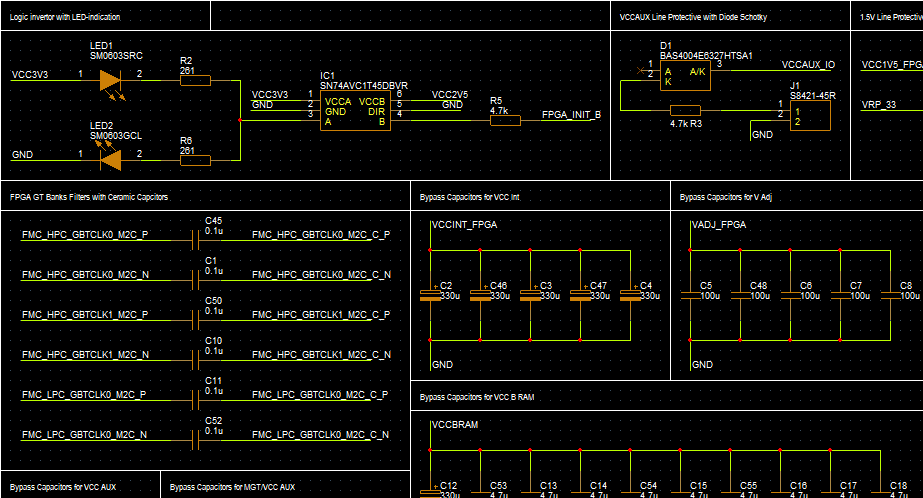 Logic invertor with LED-indication
VCCAUX Line Protective with Diode Schotky
1.5V Line Protective
LED1
SM0603SRC
VCC3V3
1
2
R2
261
LED2
SM0603GCL
GND
1
2
R6
261
IC1
SN74AVC1T45DBVR
VCC3V3
GND
1
2
3
VCCA
GND
A
VCCB
DIR
B
6
5
4
VCC2V5
GND
R5
4.7k
FPGA_INIT_B
D1
BAS4004E6327HTSA1
1
2
A
K
A/K
3
VCCAUX_IO
J1
S8421-45R
1
2
1
2
4.7k R3
GND
VCC1V5_FPGA
VRP_33
FPGA GT Banks Filters with Ceramic Capcitors
FMC_HPC_GBTCLK0_M2C_P
C45
0.1u
FMC_HPC_GBTCLK0_M2C_C_P
FMC_HPC_GBTCLK0_M2C_N
C1
0.1u
FMC_HPC_GBTCLK0_M2C_C_N
FMC_HPC_GBTCLK1_M2C_P
C50
0.1u
FMC_HPC_GBTCLK1_M2C_C_P
FMC_HPC_GBTCLK1_M2C_N
C10
0.1u
FMC_HPC_GBTCLK1_M2C_C_N
FMC_LPC_GBTCLK0_M2C_P
C11
0.1u
FMC_LPC_GBTCLK0_M2C_C_P
FMC_LPC_GBTCLK0_M2C_N
C52
0.1u
FMC_LPC_GBTCLK0_M2C_C_N
Bypass Capacitors for VCC Int
VCCINT_FPGA
C2
330u
C46
330u
C3
330u
C47
330u
C4
330u
GND
Bypass Capacitors for V Adj
VADJ_FPGA
C5
100u
C48
100u
C6
100u
C7
100u
C8
100u
GND
Bypass Capacitors for VCC B RAM
VCCBRAM
C12
330u
C53
4.7u
C13
4.7u
C14
4.7u
C54
4.7u
C15
4.7u
C55
4.7u
C16
4.7u
C17
4.7u
C18
4.7u
Bypass Capacitors for VCC AUX
Bypass Capacitors for MGT/VCC AUX